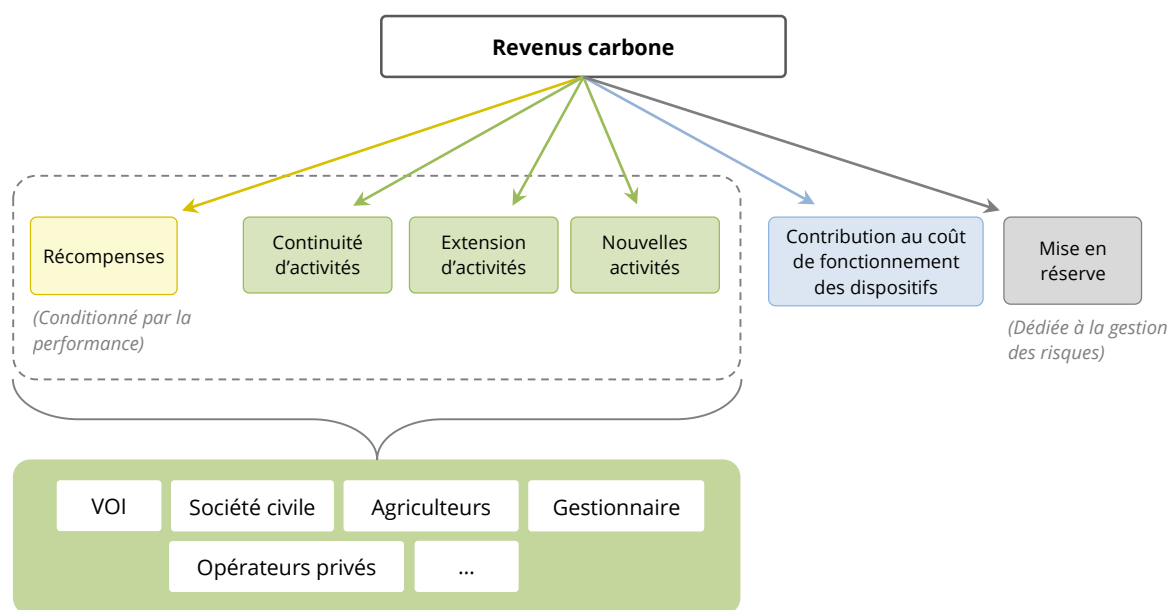 Revenus carbone
Récompenses
(Conditionné par la
performance)
Continuité
d’activités
Extension
d’activités
Nouvelles
activités
Contribution au coût
de fonctionnement
des dispositifs
Mise en
réserve
(Dédiée à la gestion
des risques)
VOI
Société civile
Agriculteurs
Gestionnaire
Opérateurs privés
...